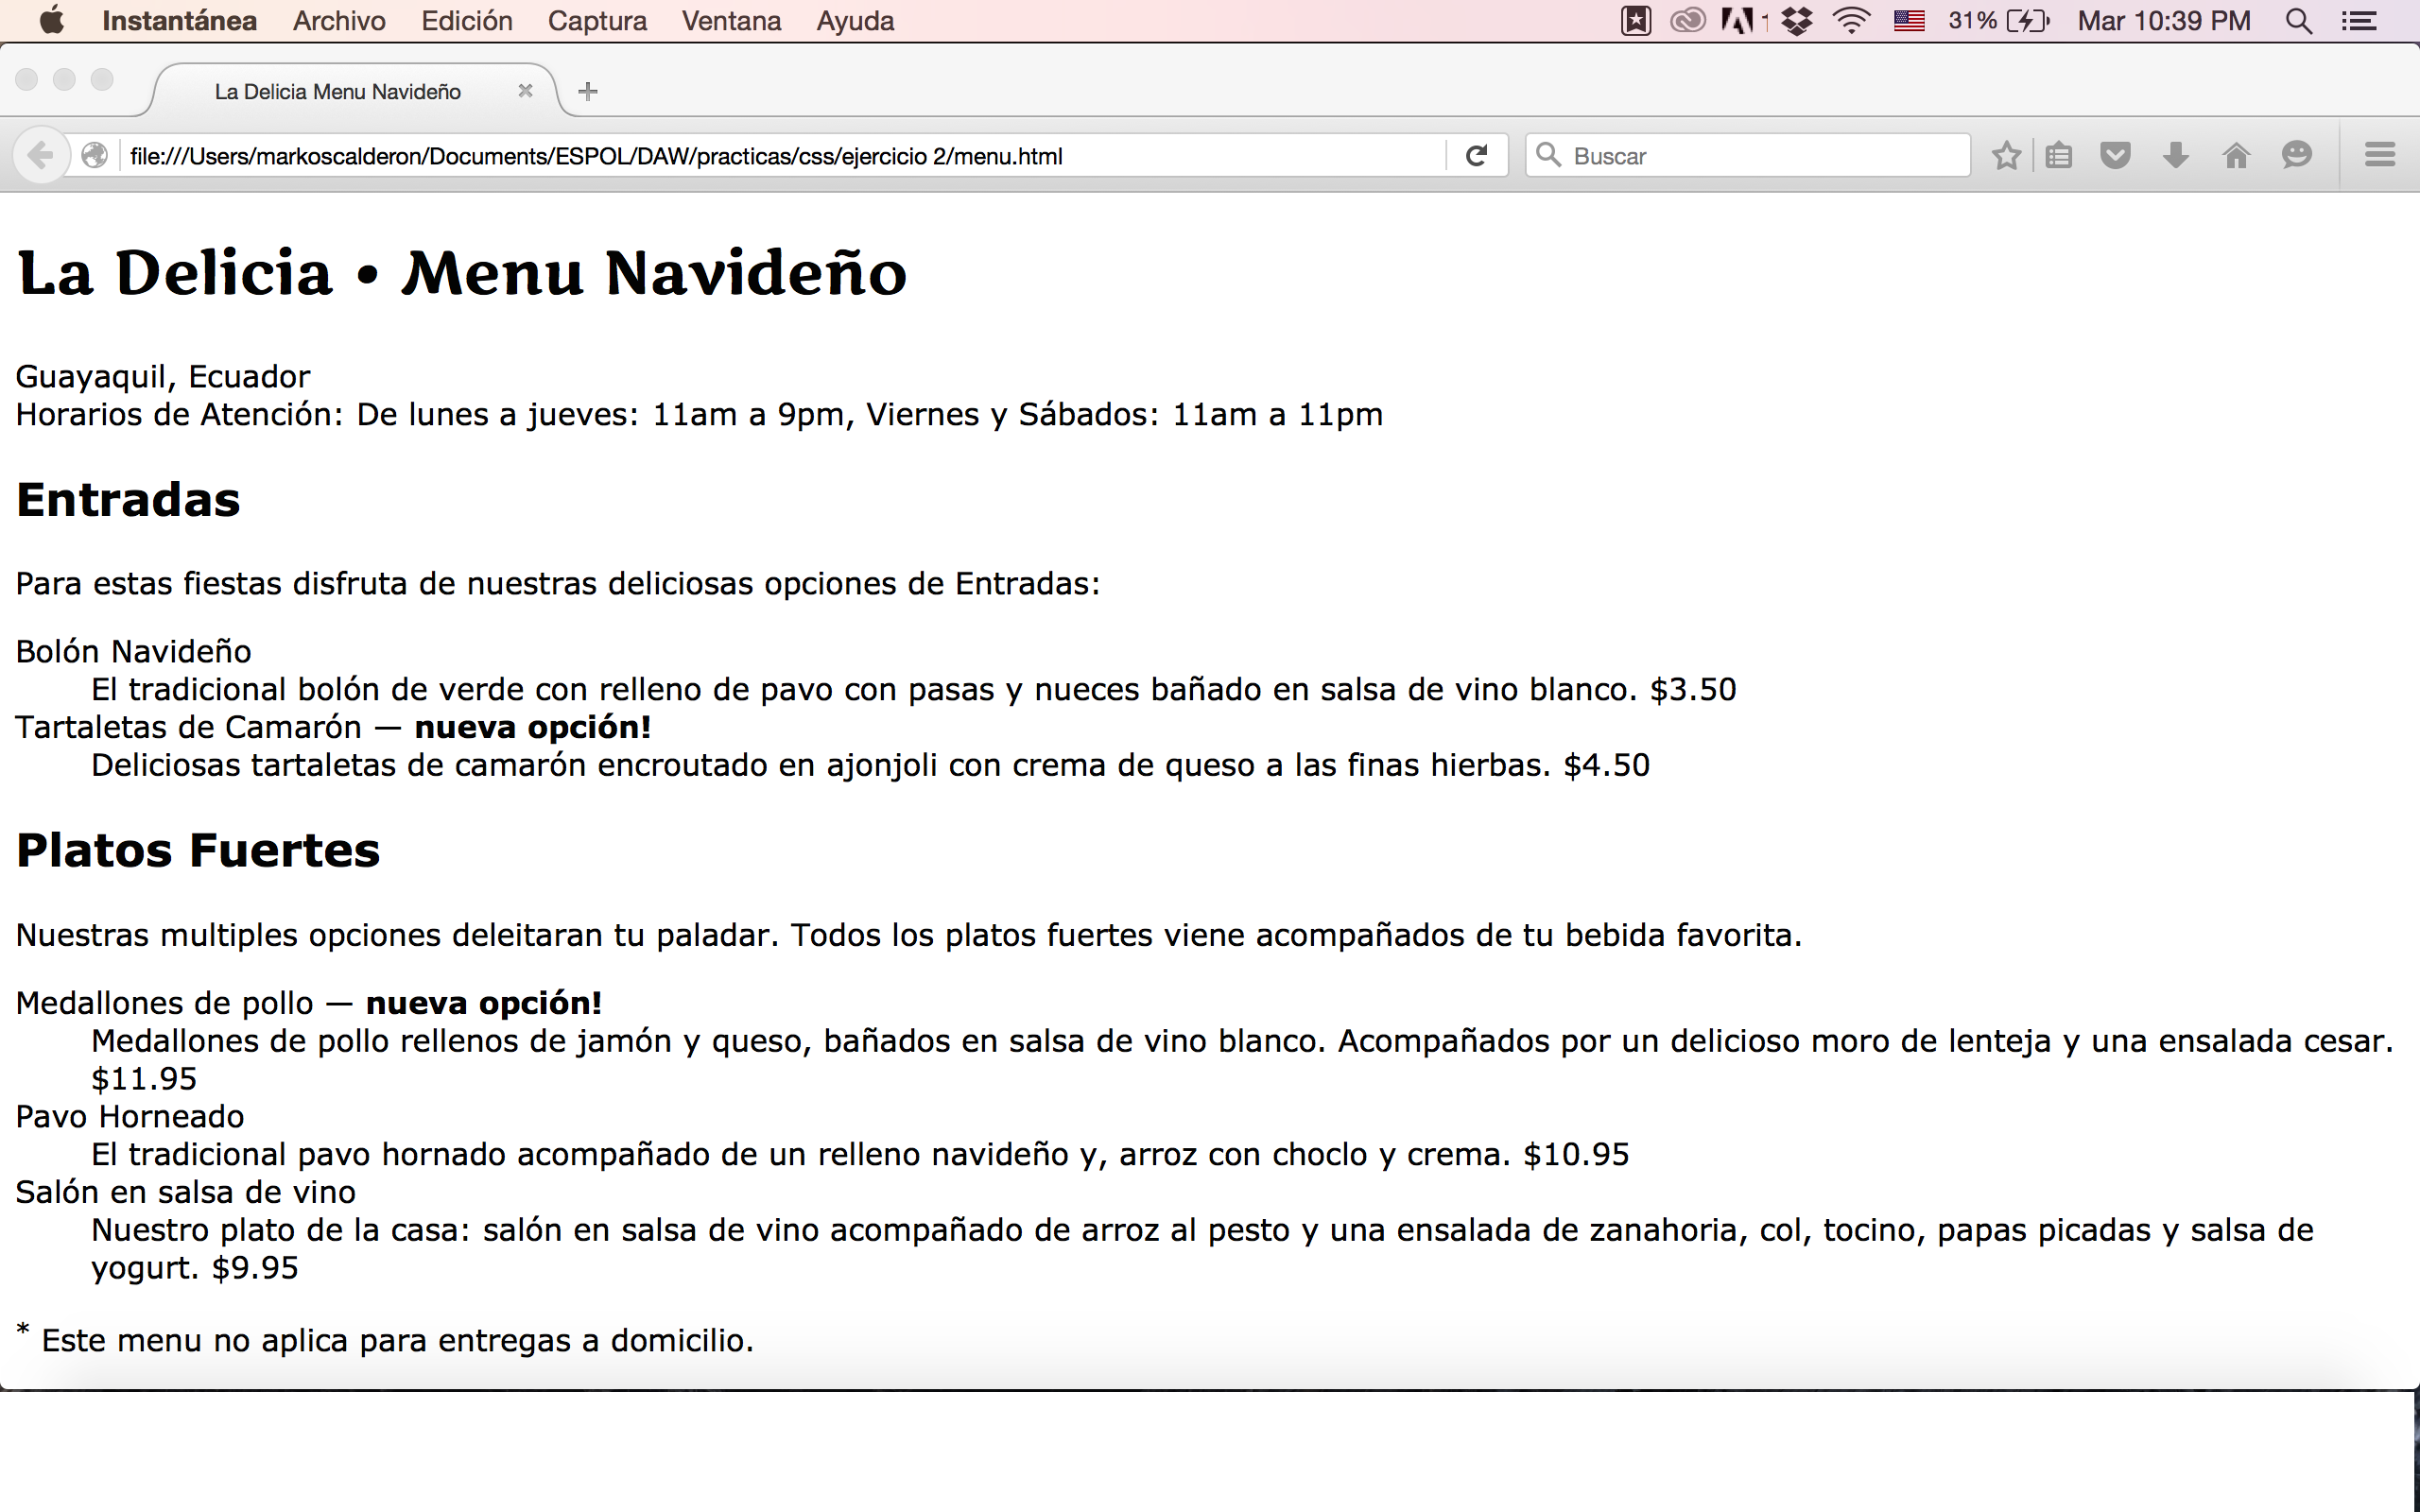 Instantánea Archivo Edición Captura Ventana Ayuda 31% Mar 10:39 PM
La Delicia Menu Navideño
file:///Users/markoscalderon/Documents/ESPOL/DAW/practicas/css/ejercicio 2/menu.html Buscar
La Delicia • Menu Navideño
Guayaquil, Ecuador
Horarios de Atención: De lunes a jueves: 11am a 9pm, Viernes y Sábados: 11am a 11pm
Entradas
Para estas fiestas disfruta de nuestras deliciosas opciones de Entradas:
Bolón Navideño
El tradicional bolón de verde con relleno de pavo con pasas y nueces bañado en salsa de vino blanco. $3.50
Tartaletas de Camarón — nueva opción!
Deliciosas tartaletas de camarón encroutado en ajonjoli con crema de queso a las finas hierbas. $4.50
Platos Fuertes
Nuestras multiples opciones deleitaran tu paladar. Todos los platos fuertes viene acompañados de tu bebida favorita.
Medallones de pollo — nueva opción!
Medallones de pollo rellenos de jamón y queso, bañados en salsa de vino blanco. Acompañados por un delicioso moro de lenteja y una ensalada cesar.
$11.95
Pavo Horneado
El tradicional pavo hornado acompañado de un relleno navideño y, arroz con choclo y crema. $10.95
Salón en salsa de vino
Nuestro plato de la casa: salón en salsa de vino acompañado de arroz al pesto y una ensalada de zanahoria, col, tocino, papas picadas y salsa de
yogurt. $9.95
* Este menu no aplica para entregas a domicilio.